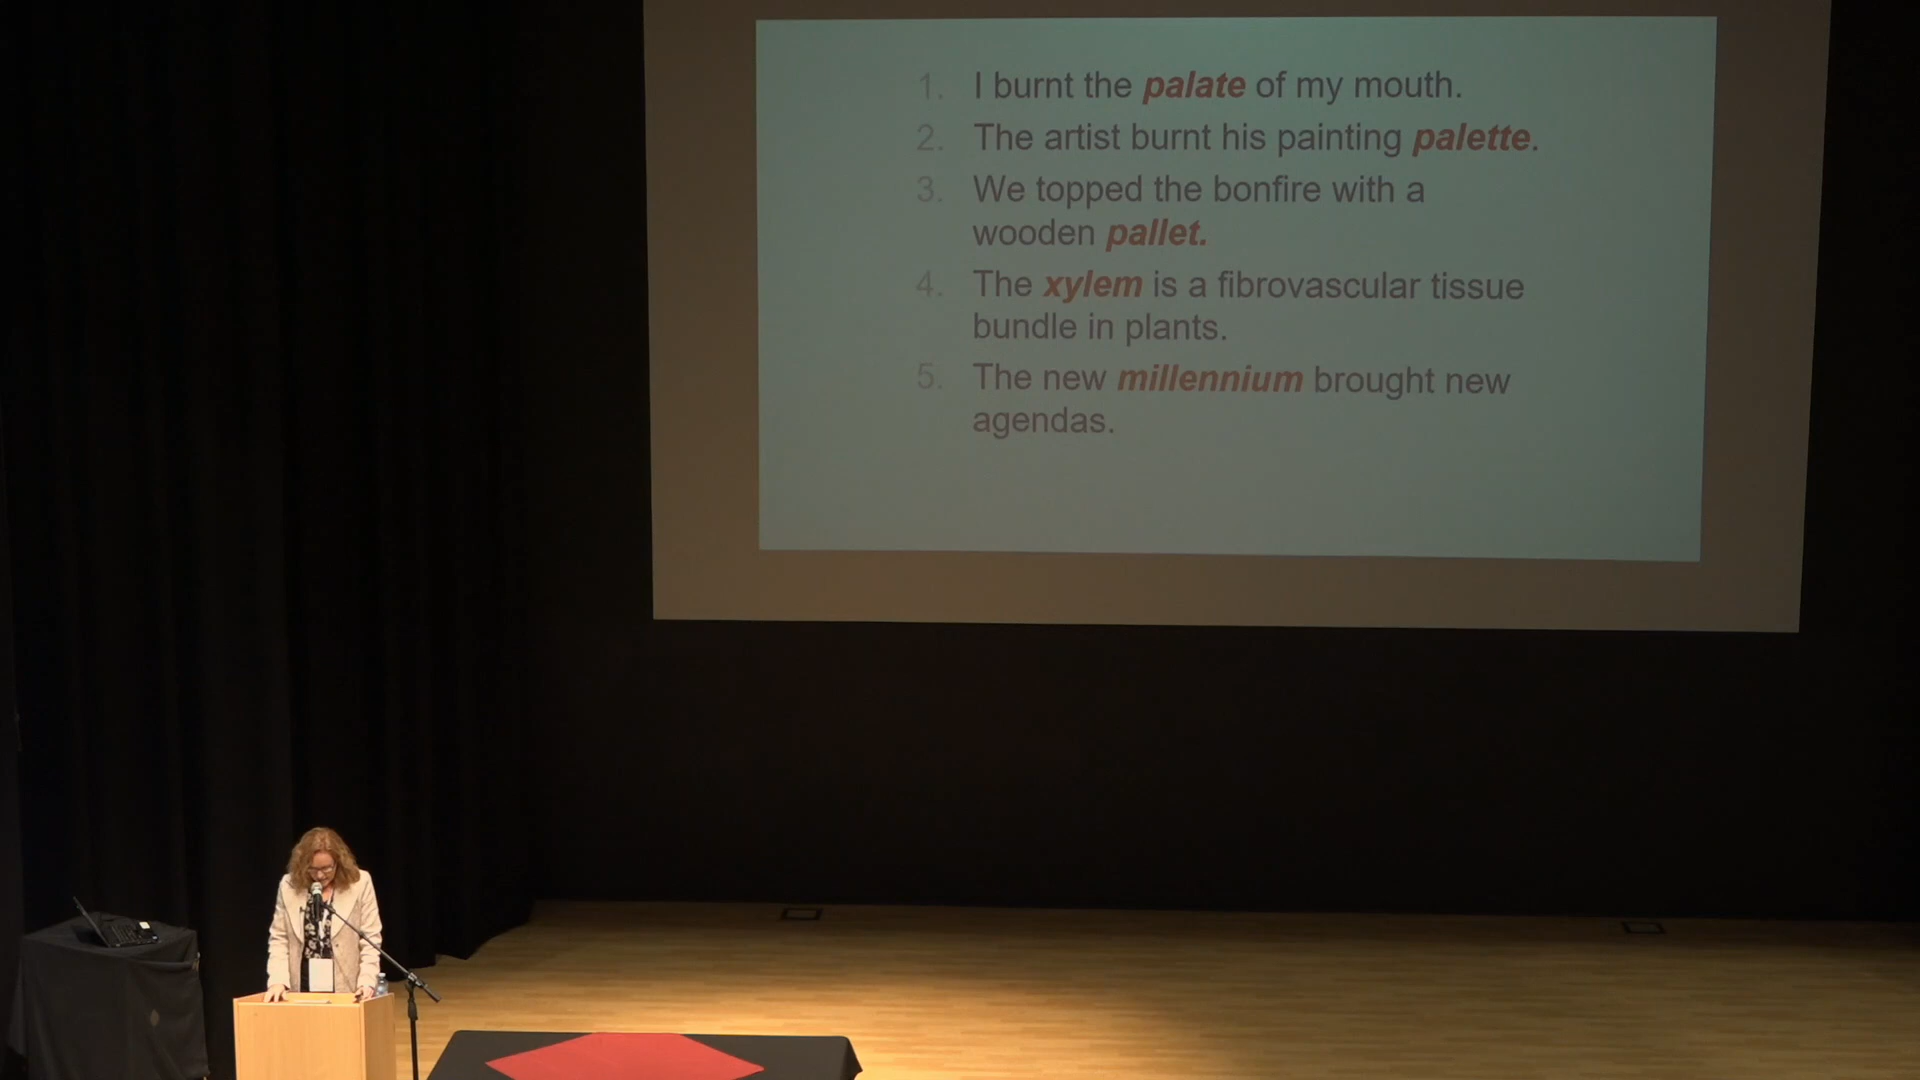 1. I burnt the palate of my mouth.
2. The artist burnt his painting palette.
3. We topped the bonfire with a
wooden pallet.
4. The xylem is a fibrovascular tissue
bundle in plants.
5. The new millennium brought new
agendas.